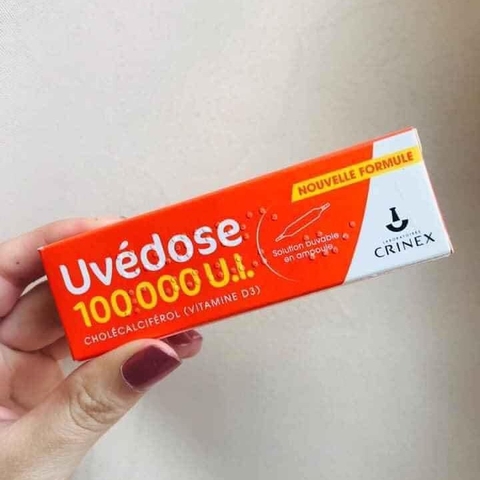 NOUVELLE FORMULE
Uvédose
100 000 U.I.
CHOLÉCALCIFÉROL (VITAMINE D3)
Solution buvable
en ampoule
LABORATOIRES
CRINEX